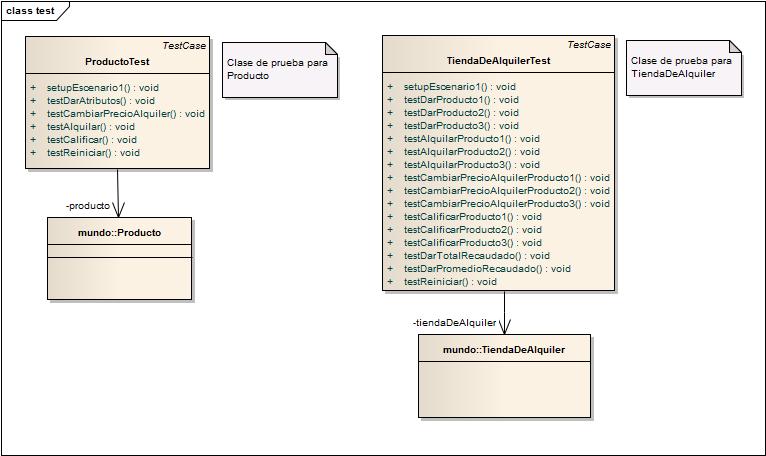 class test
TestCase
ProductoTest
+ setupEscenario1() : void
+ testDarAtributos() : void
+ testCambiarPrecioAlquiler() : void
+ testAlquilar() : void
+ testCalificar() : void
+ testReiniciar() : void
Clase de prueba para
Producto
-producto
mundo::Producto
TestCase
TiendaDeAlquilerTest
+ setupEscenario1() : void
+ testDarProducto1() : void
+ testDarProducto2() : void
+ testDarProducto3() : void
+ testAlquilarProducto1() : void
+ testAlquilarProducto2() : void
+ testAlquilarProducto3() : void
+ testCambiarPrecioAlquilerProducto1() : void
+ testCambiarPrecioAlquilerProducto2() : void
+ testCambiarPrecioAlquilerProducto3() : void
+ testCalificarProducto1() : void
+ testCalificarProducto2() : void
+ testCalificarProducto3() : void
+ testDarTotalRecaudado() : void
+ testDarPromedioRecaudado() : void
+ testReiniciar() : void
Clase de prueba para
TiendaDeAlquiler
-tiendaDeAlquiler
mundo::TiendaDeAlquiler